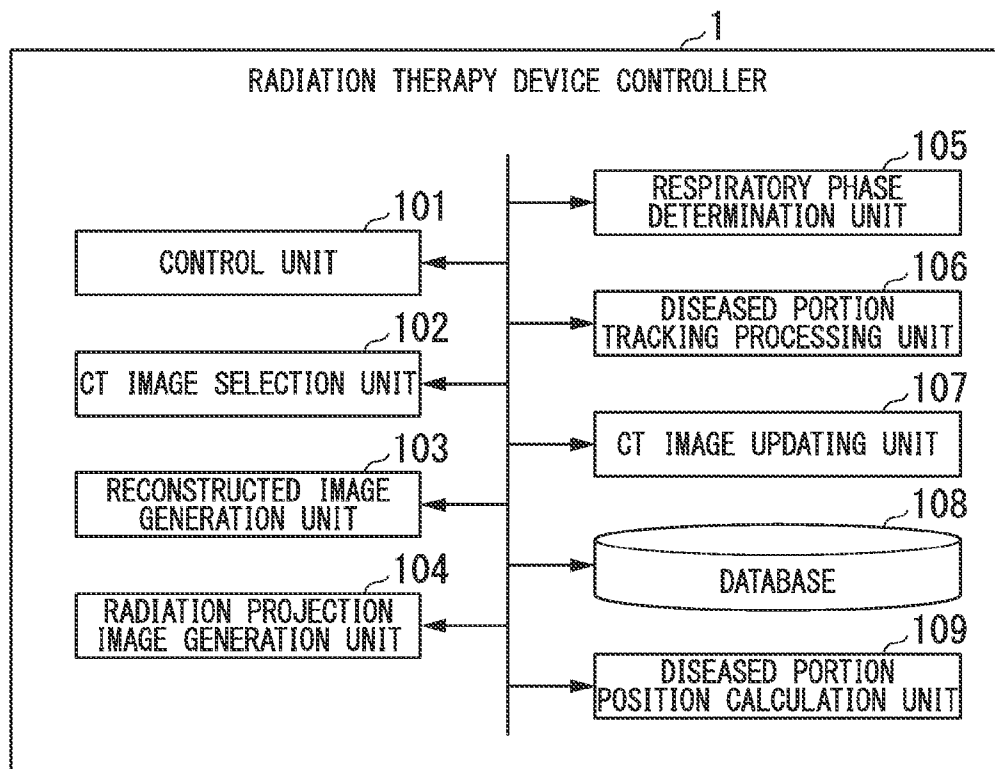 1
RADIATION THERAPY DEVICE CONTROLLER
101
CONTROL UNIT
102
CT IMAGE SELECTION UNIT
103
RECONSTRUCTED IMAGE
GENERATION UNIT
104
RADIATION PROJECTION
IMAGE GENERATION UNIT
105
RESPIRATORY PHASE
DETERMINATION UNIT
106
DISEASED PORTION
TRACKING PROCESSING UNIT
107
CT IMAGE UPDATING UNIT
108
DATABASE
109
DISEASED PORTION
POSITION CALCULATION UNIT